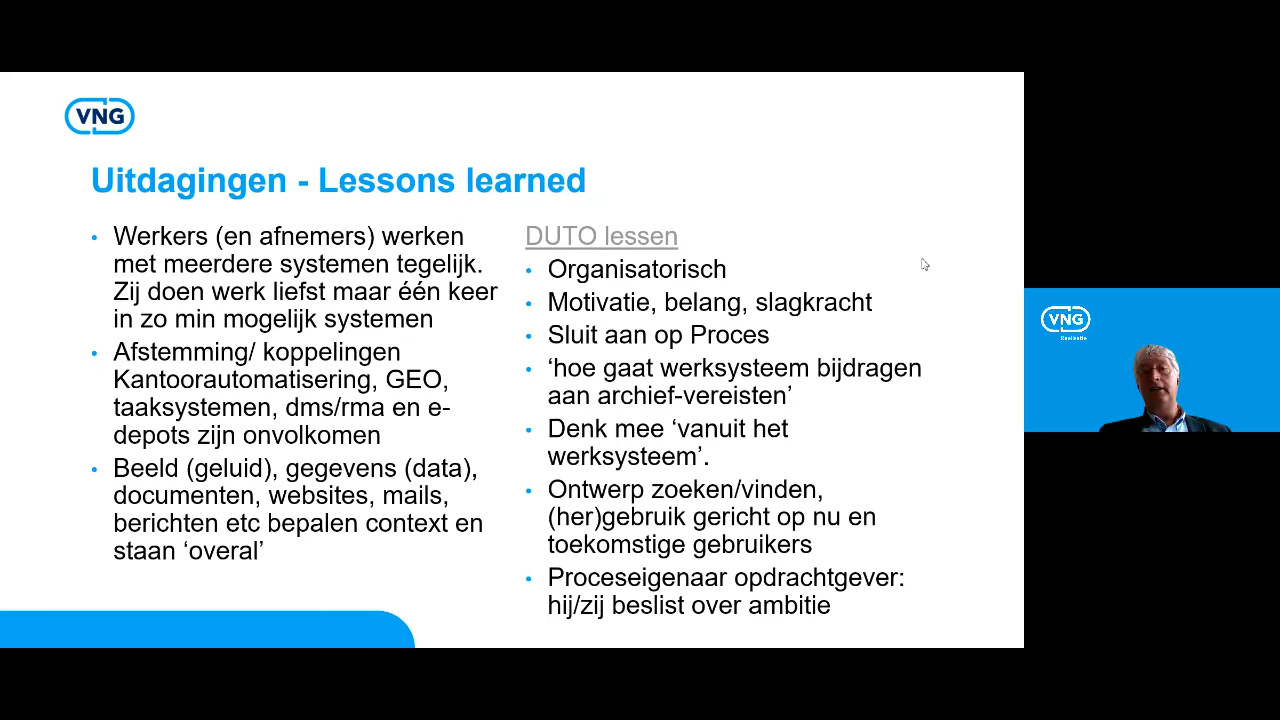 VNG
Uitdagingen - Lessons learned
• Werkers (en afnemers) werken
met meerdere systemen tegelijk.
Zij doen werk liefst maar één keer
in zo min mogelijk systemen
• Afstemming/ koppelingen
Kantoorautomatisering, GEO,
taaksystemen, dms/rma en e-
depots zijn onvolkomen
• Beeld (geluid), gegevens (data),
documenten, websites, mails,
berichten etc bepalen context en
staan ‘overal’
DUTO lessen
• Organisatorisch
• Motivatie, belang, slagkracht
• Sluit aan op Proces
• ‘hoe gaat werksysteem bijdragen
aan archief-vereisten’
• Denk mee ‘vanuit het
werksysteem’.
• Ontwerp zoeken/vinden,
(her)gebruik gericht op nu en
toekomstige gebruikers
• Proceseigenaar opdrachtgever:
hij/zij beslist over ambitie
VNG
Realisatie